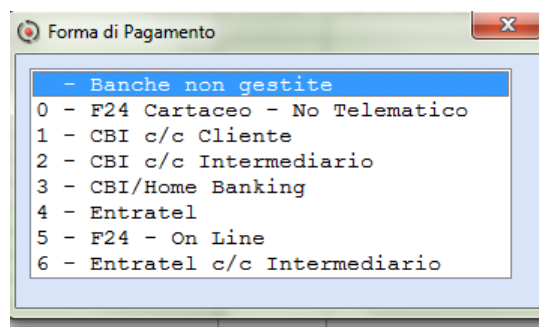 Forma di Pagamento
- Banche non gestite
0 - F24 Cartaceo - No Telematico
1 - CBI c/c Cliente
2 - CBI c/c Intermediario
3 - CBI/Home Banking
4 - Entratel
5 - F24 - On Line
6 - Entratel c/c Intermediario